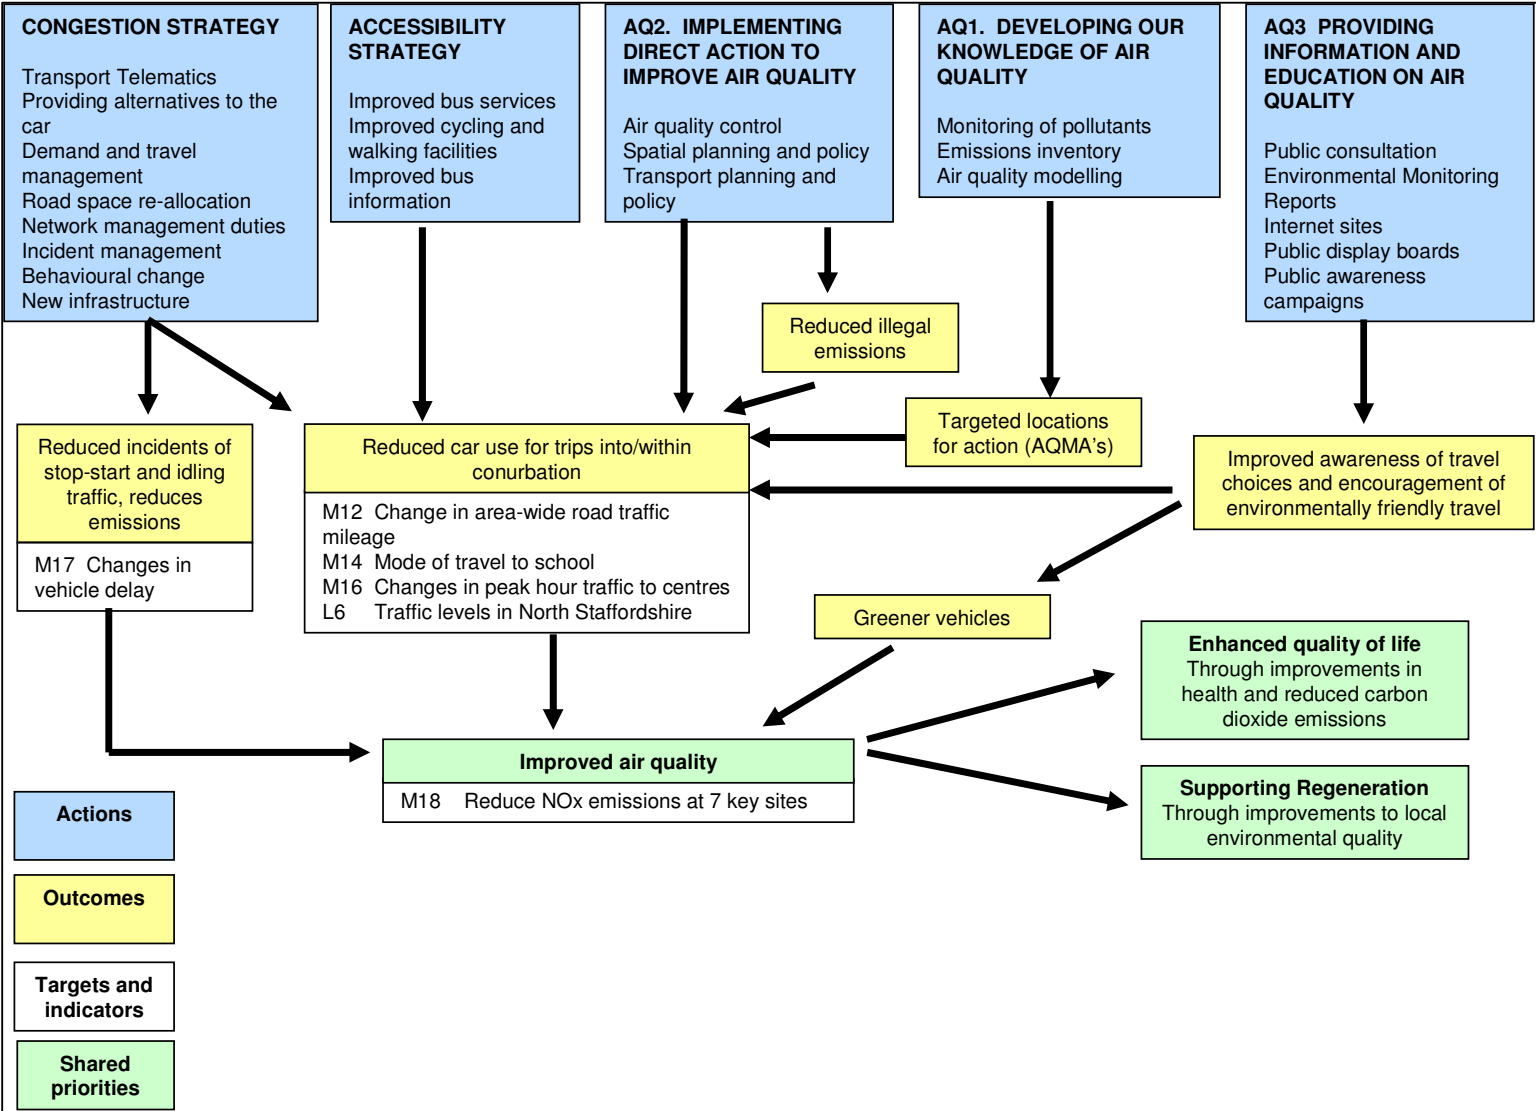 CONGESTION STRATEGY
Transport Telematics
Providing alternatives to the
car
Demand and travel
management
Road space re-allocation
Network management duties
Incident management
Behavioural change
New infrastructure
ACCESSIBILITY
STRATEGY
Improved bus services
Improved cycling and
walking facilities
Improved bus
information
AQ2.  IMPLEMENTING
DIRECT ACTION TO
IMPROVE AIR QUALITY
Air quality control
Spatial planning and policy
Transport planning and
policy
AQ1.  DEVELOPING OUR
KNOWLEDGE OF AIR
QUALITY
Monitoring of pollutants
Emissions inventory
Air quality modelling
AQ3  PROVIDING
INFORMATION AND
EDUCATION ON AIR
QUALITY
Public consultation
Environmental Monitoring
Reports
Internet sites
Public display boards
Public awareness
campaigns
Reduced illegal
emissions
Reduced incidents of
stop-start and idling
traffic, reduces
emissions
M17  Changes in
vehicle delay
Reduced car use for trips into/within
conurbation
M12  Change in area-wide road traffic
mileage
M14  Mode of travel to school
M16  Changes in peak hour traffic to centres
L6     Traffic levels in North Staffordshire
Targeted locations
for action (AQMA's)
Improved awareness of travel
choices and encouragement of
environmentally friendly travel
Greener vehicles
Enhanced quality of life
Through improvements in
health and reduced carbon
dioxide emissions
Improved air quality
M18    Reduce NOx emissions at 7 key sites
Supporting Regeneration
Through improvements to local
environmental quality
Actions
Outcomes
Targets and
indicators
Shared
priorities